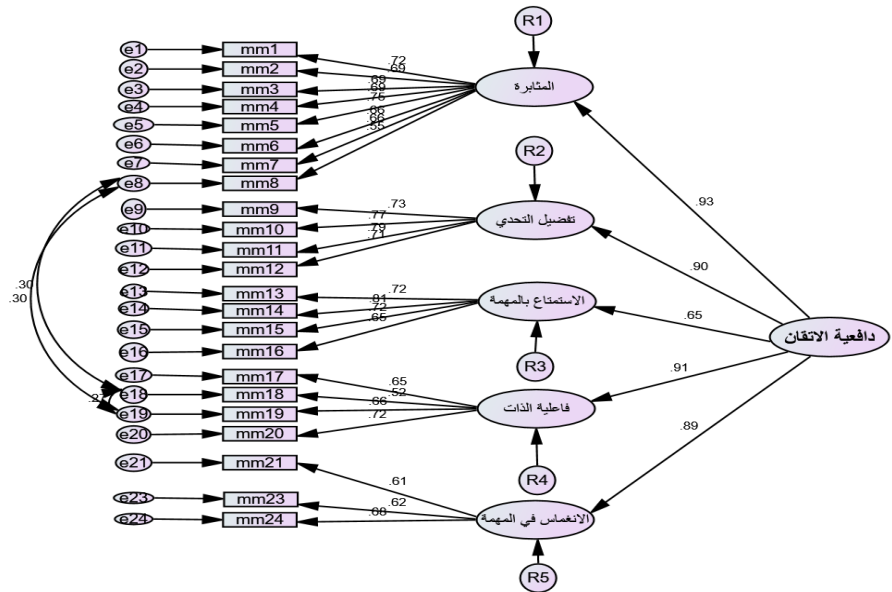 R1
e1 mm1 .72
e2 mm2 .69
e3 mm3 .69
e4 mm4 .69
e5 mm5 .75
e6 mm6 .66
e7 mm7 .66
e8 mm8 .55
المثابرة
.93
R2
e9 mm9 .73
e10 mm10 .77
e11 mm11 .79
e12 mm12 .71
تفضيل التحدي
.90
.30
.30
e13 mm13 .72
e14 mm14 .81
e15 mm15 .72
e16 mm16 .65
الاستمتاع بالمهمة
.65
R3
دافعية الاتقان
e17 mm17 .65
e18 mm18 .52
e19 mm19 .66
e20 mm20 .72
فاعلية الذات
.91
R4
e21 mm21 .61
e23 mm23 .62
e24 mm24 .68
الانغماس في المهمة
.89
R5